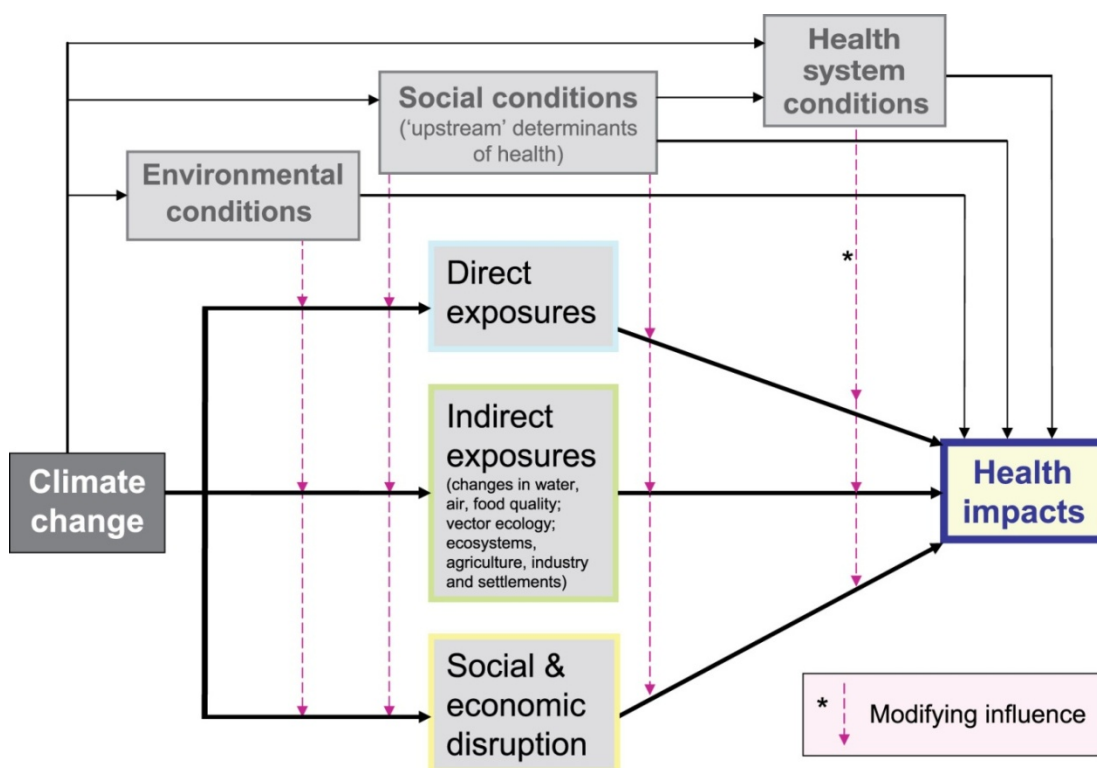 Health
system
conditions
Social conditions
(‘upstream’ determinants
of health)
Environmental
conditions
*
Direct
exposures
Indirect
exposures
(changes in water,
air, food quality;
vector ecology;
ecosystems,
agriculture, industry
and settlements)
Climate
change
Health
impacts
Social &
economic
disruption
* Modifying influence